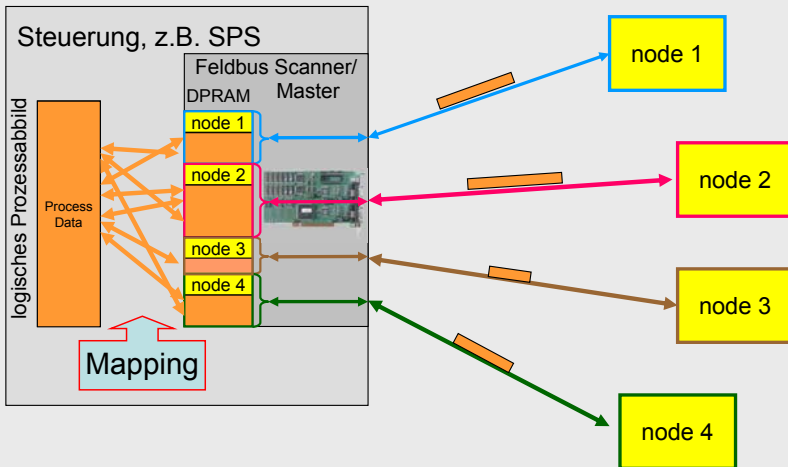 Steuerung, z.B. SPS
Feldbus Scanner/
Master
DPRAM
logisches Prozessabbild
Process
Data
node 1
node 2
node 3
node 4
Mapping
node 1
node 2
node 3
node 4